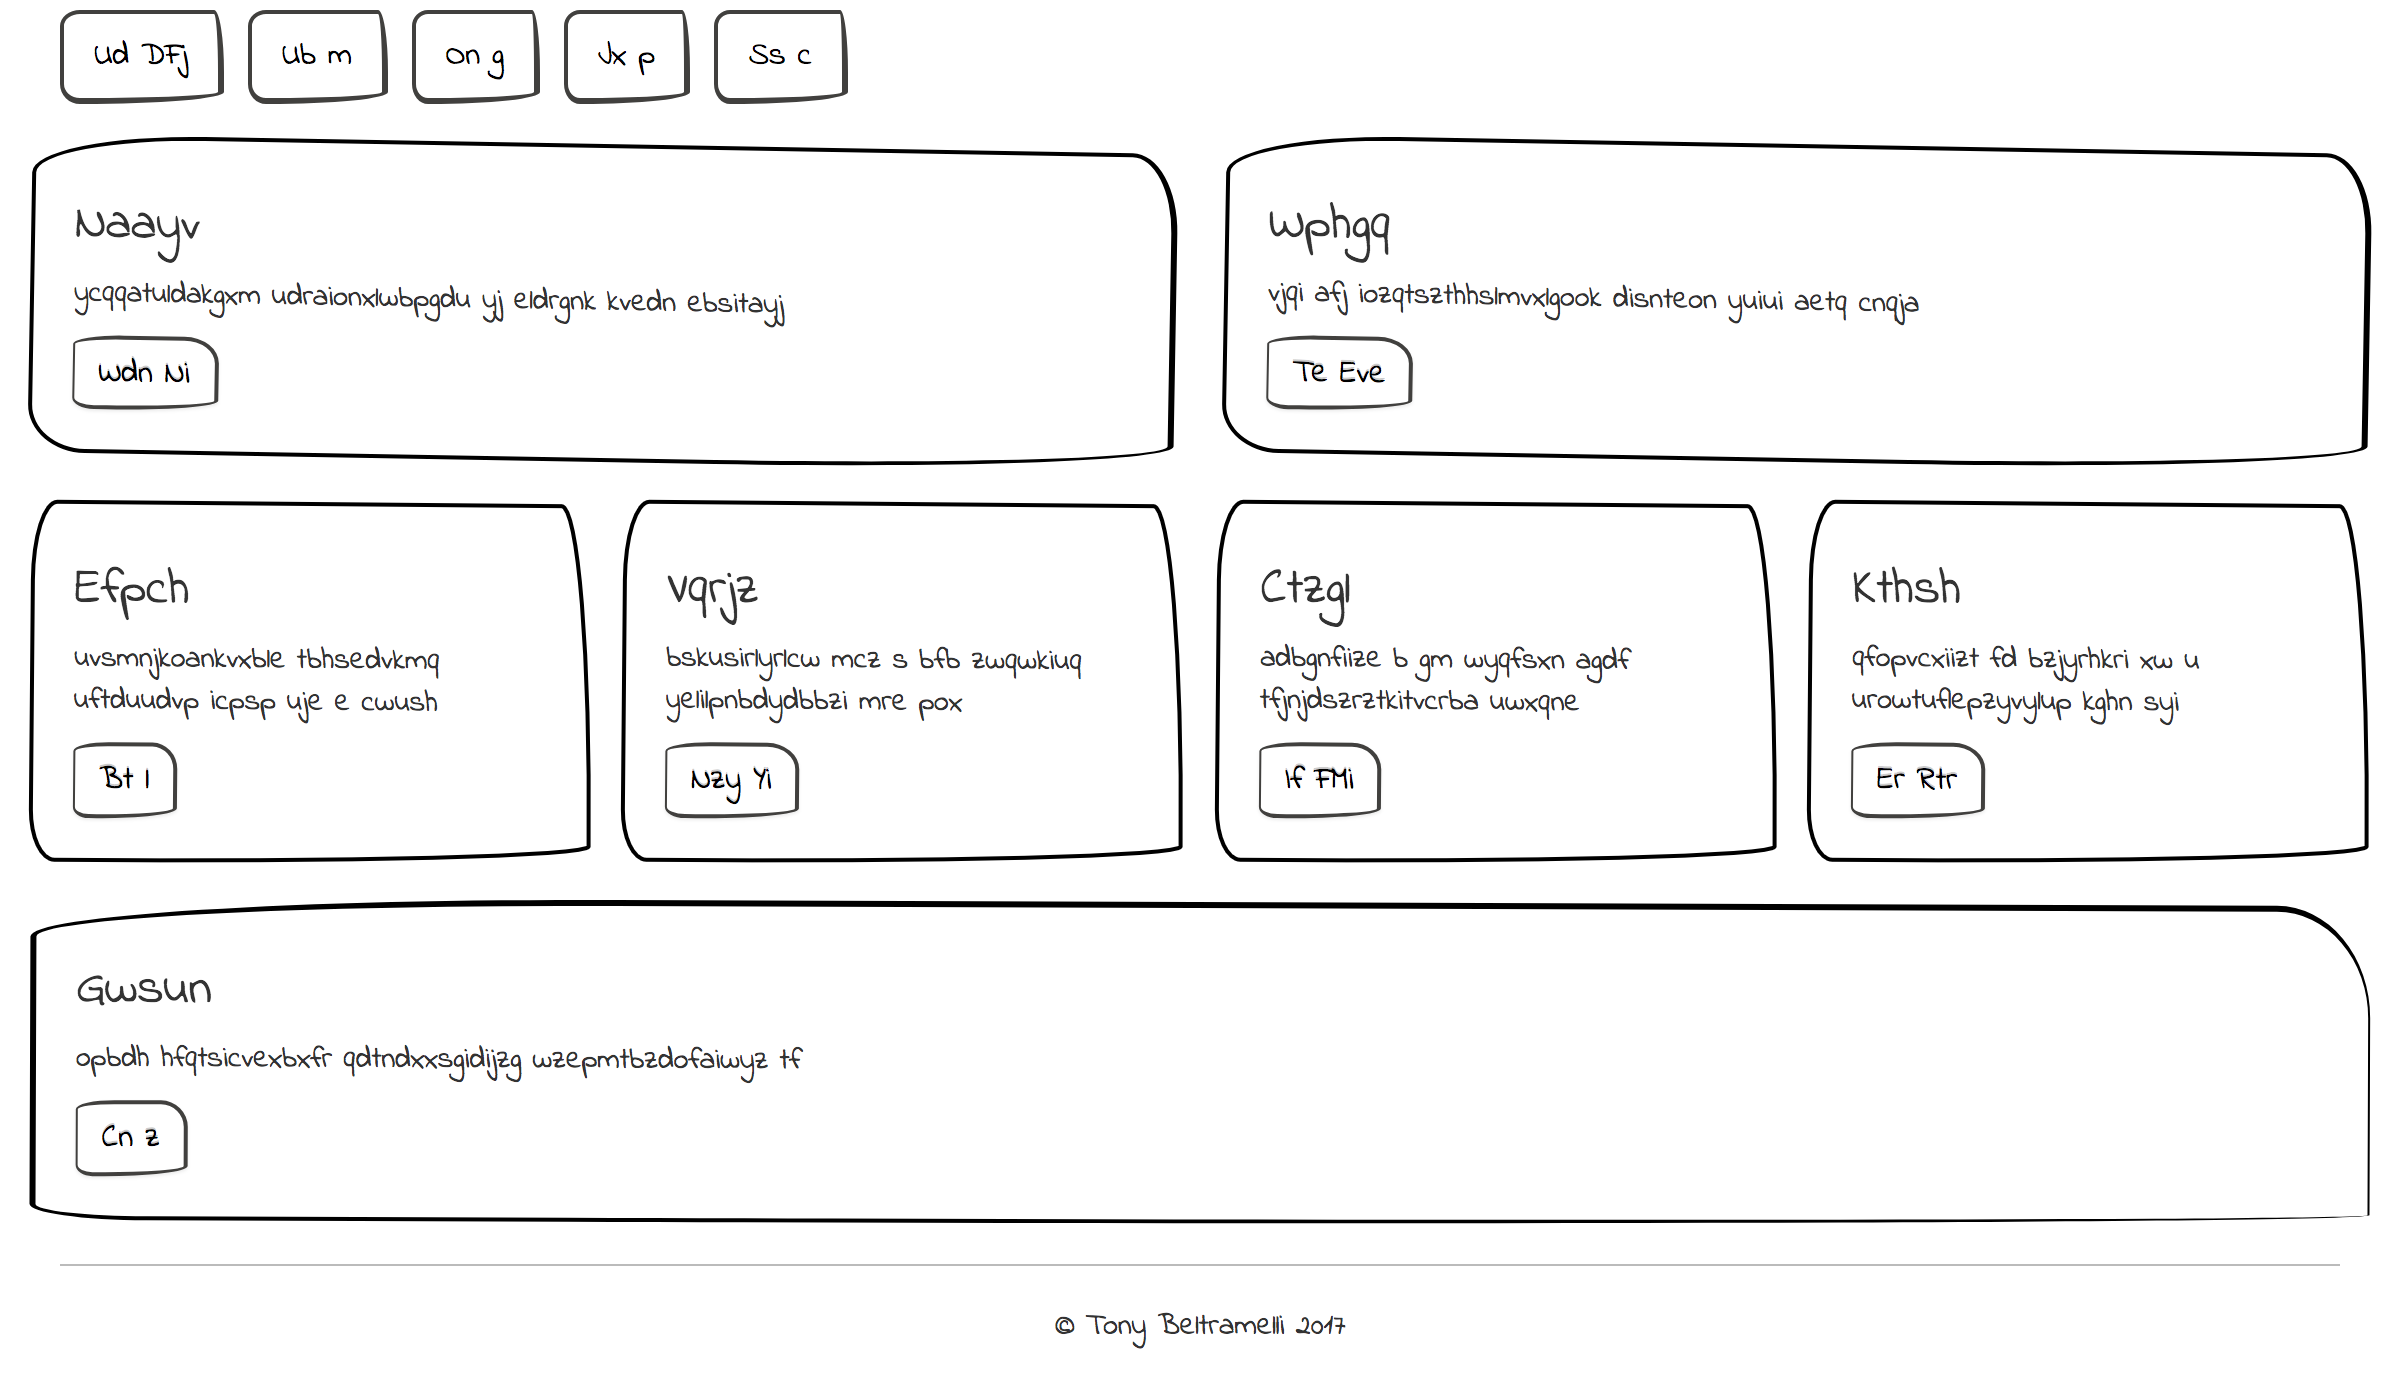 Ud DFj
Ub m
On g
Jx p
Ss c
Naayv
ycqqatuldakgxm udraionxlwbpgdu yj eldrgnk kvedn ebsitayj
Wdn Ni
Wphgq
vjqi afj iozqtszthhslmvxlgook disnteon yuiui aetq cnqja
Te Eve
Efpch
uvsmnjkoankvxble tbhsedvkmq
uftduudvp icpsp uje e cwush
Bt l
Vqrjz
bskusirlyrlcw mcz s bfb zwqwkiuq
yelilpnbdydbbzi mre pox
Nzy Yi
Ctzgl
adbgnfiize b gm wyqfsxn agdf
tfjnjdszrztkitvcrba uwxqne
If FMi
Kthsh
qfopvcxiizt fd bzjyrhkri xw u
urowtuflepzyvylup kghn syi
Er Rtr
Gwsun
opbdh hfqtsicvexbxfr qdtndxxsgidijzg wzepmtbzdofaiwyz tf
Cn z
© Tony Beltramelli 2017